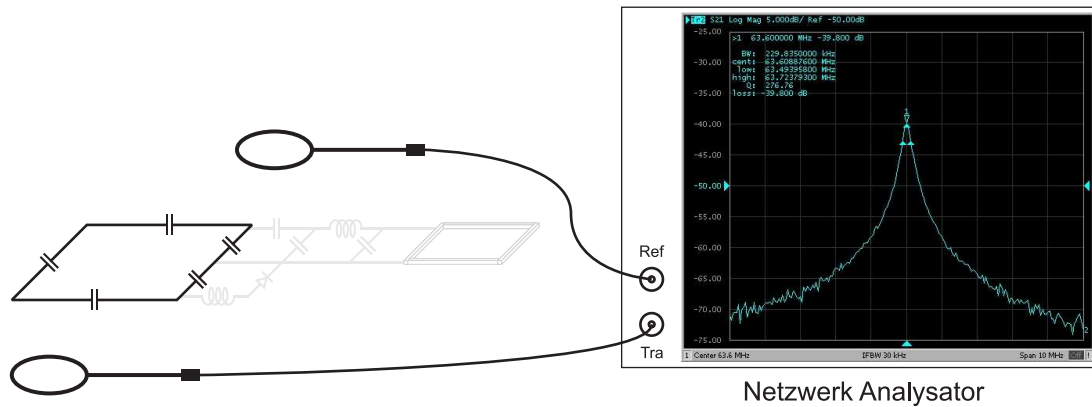 Tr2 S21 Log Mag 5.000dB/ Ref -50.00dB
-25.00
>1 63.600000 MHz -39.800 dB
BW: 229.8350000 kHz
cent: 63.60887600 MHz
low: 63.49395800 MHz
high: 63.72379300 MHz
Q: 276.76
loss: -39.800 dB
-30.00
-35.00
1
-40.00
-45.00
-50.00
-55.00
-60.00
-65.00
-70.00
-75.00
2
1 Center 63.6 MHz IFBW 30 kHz Span 10 MHz Off !
Ref
Tra
Netzwerk Analysator